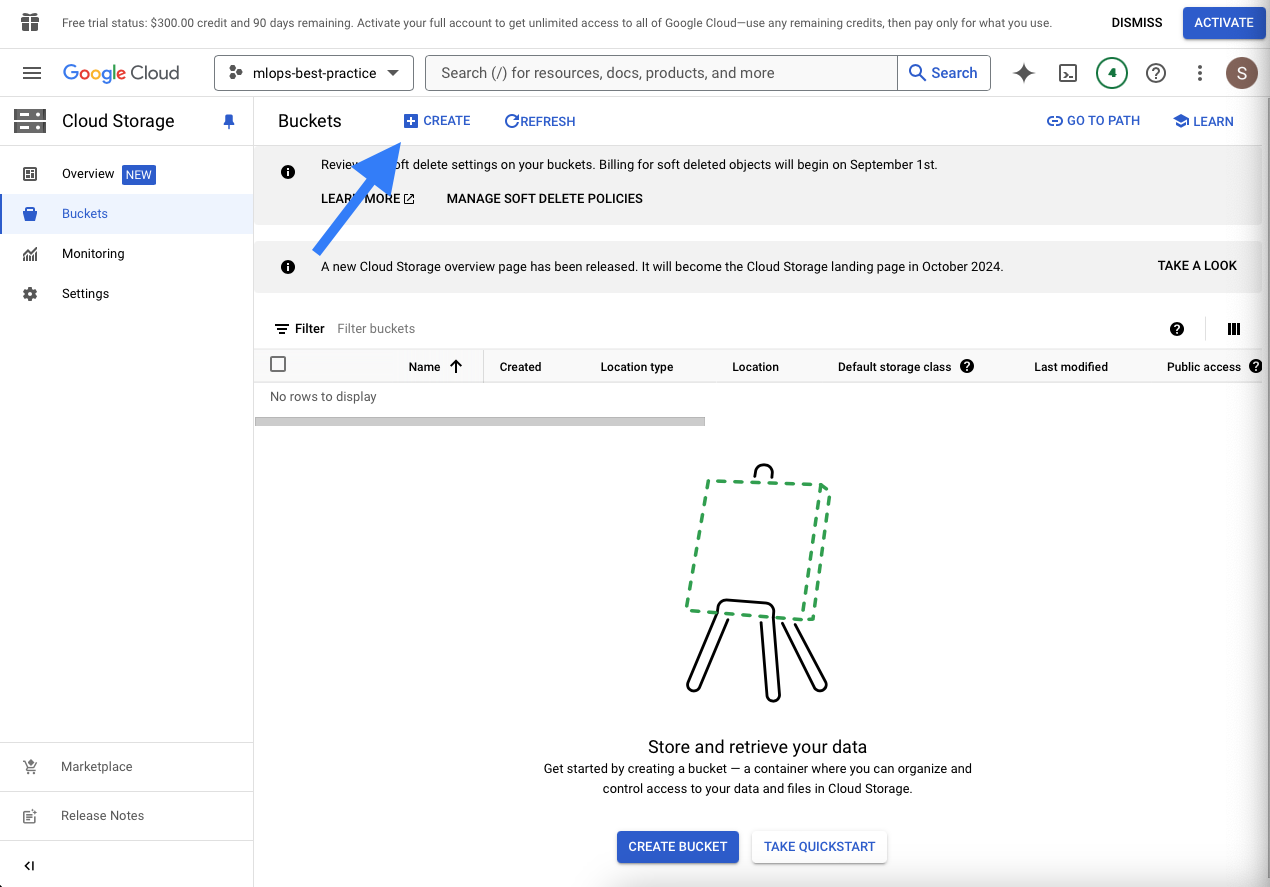 Free trial status: $300.00 credit and 90 days remaining. Activate your full account to get unlimited access to all of Google Cloud—use any remaining credits, then pay only for what you use.
DISMISS
ACTIVATE
Google Cloud
mlops-best-practice
Search (/) for resources, docs, products, and more
Search
4
S
Cloud Storage
Buckets
CREATE
REFRESH
GO TO PATH
LEARN
Overview NEW
Buckets
Monitoring
Settings
Marketplace
Release Notes
soft delete settings on your buckets. Billing for soft deleted objects will begin on September 1st.
LEARN MORE
MANAGE SOFT DELETE POLICIES
A new Cloud Storage overview page has been released. It will become the Cloud Storage landing page in October 2024.
TAKE A LOOK
Filter
Filter buckets
Name
Created
Location type
Location
Default storage class
Last modified
Public access
No rows to display
Store and retrieve your data
Get started by creating a bucket — a container where you can organize and
control access to your data and files in Cloud Storage.
CREATE BUCKET
TAKE QUICKSTART